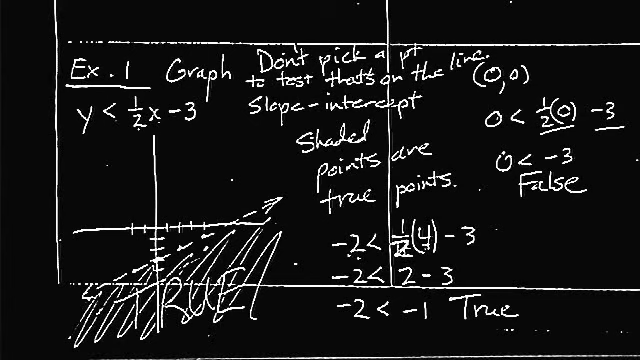 Ex. 1 Graph
Don't pick a pt
to test that's on the line.
Slope-intercept
y < 1/2x - 3
(0,0)
0 < 1/2(0) - 3
0 < -3
False
Shaded
points are
true points.
-2 < 1/2(4) - 3
-2 < 2 - 3
-2 < -1 True
TRUE